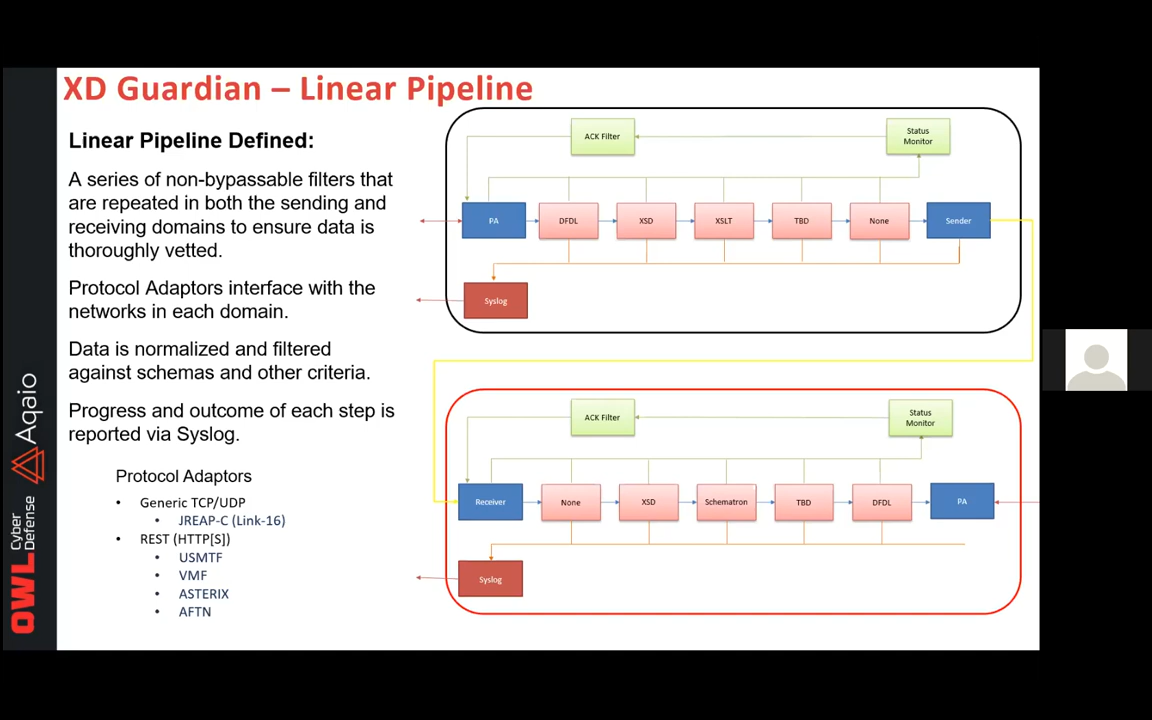 XD Guardian – Linear Pipeline
Linear Pipeline Defined:
A series of non-bypassable filters that
are repeated in both the sending and
receiving domains to ensure data is
thoroughly vetted.
Protocol Adaptors interface with the
networks in each domain.
Data is normalized and filtered
against schemas and other criteria.
Progress and outcome of each step is
reported via Syslog.
Protocol Adaptors
• Generic TCP/UDP
• JREAP-C (Link-16)
• REST (HTTP[S])
• USMTF
• VMF
• ASTERIX
• AFTN
ACK Filter
Status
Monitor
PA
DFDL
XSD
XSLT
TBD
None
Sender
Syslog
ACK Filter
Status
Monitor
Receiver
None
XSD
Schematron
TBD
DFDL
PA
Syslog
OWL Cyber
Defense
Aqaio